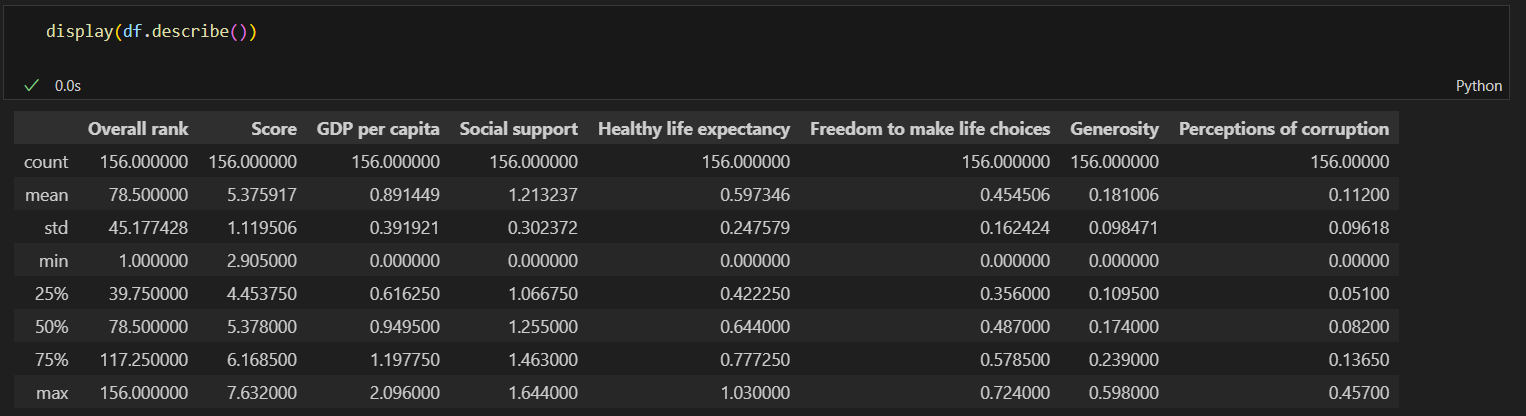 display(df.describe())
✓ 0.0s Python
Overall rank Score GDP per capita Social support Healthy life expectancy Freedom to make life choices Generosity Perceptions of corruption
count 156.000000 156.000000 156.000000 156.000000 156.000000 156.000000 156.000000 156.00000
mean 78.500000 5.375917 0.891449 1.213237 0.597346 0.454506 0.181006 0.11200
std 45.177428 1.119506 0.391921 0.302372 0.247579 0.162424 0.098471 0.09618
min 1.000000 2.905000 0.000000 0.000000 0.000000 0.000000 0.000000 0.00000
25% 39.750000 4.453750 0.616250 1.066750 0.422250 0.356000 0.109500 0.05100
50% 78.500000 5.378000 0.949500 1.255000 0.644000 0.487000 0.174000 0.08200
75% 117.250000 6.168500 1.197750 1.463000 0.777250 0.578500 0.239000 0.13650
max 156.000000 7.632000 2.096000 1.644000 1.030000 0.724000 0.598000 0.45700